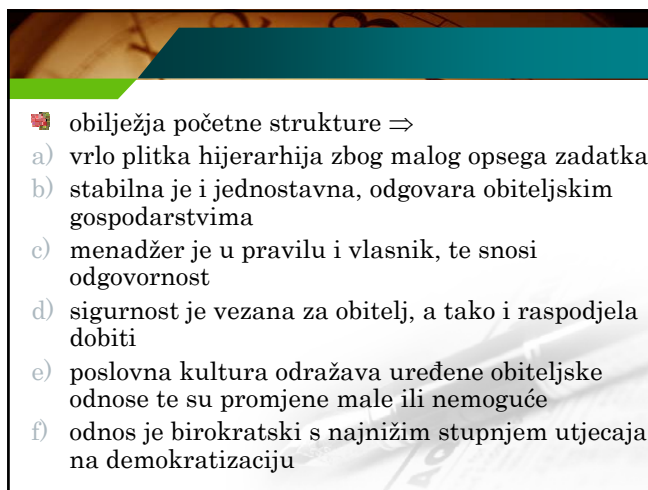 obilježja početne strukture ⇒
a) vrlo plitka hijerarhija zbog malog opsega zadatka
b) stabilna je i jednostavna, odgovara obiteljskim
gospodarstvima
c) menadžer je u pravilu i vlasnik, te snosi
odgovornost
d) sigurnost je vezana za obitelj, a tako i raspodjela
dobiti
e) poslovna kultura odražava uređene obiteljske
odnose te su promjene male ili nemoguće
f) odnos je birokratski s najnižim stupnjem utjecaja
na demokratizaciju